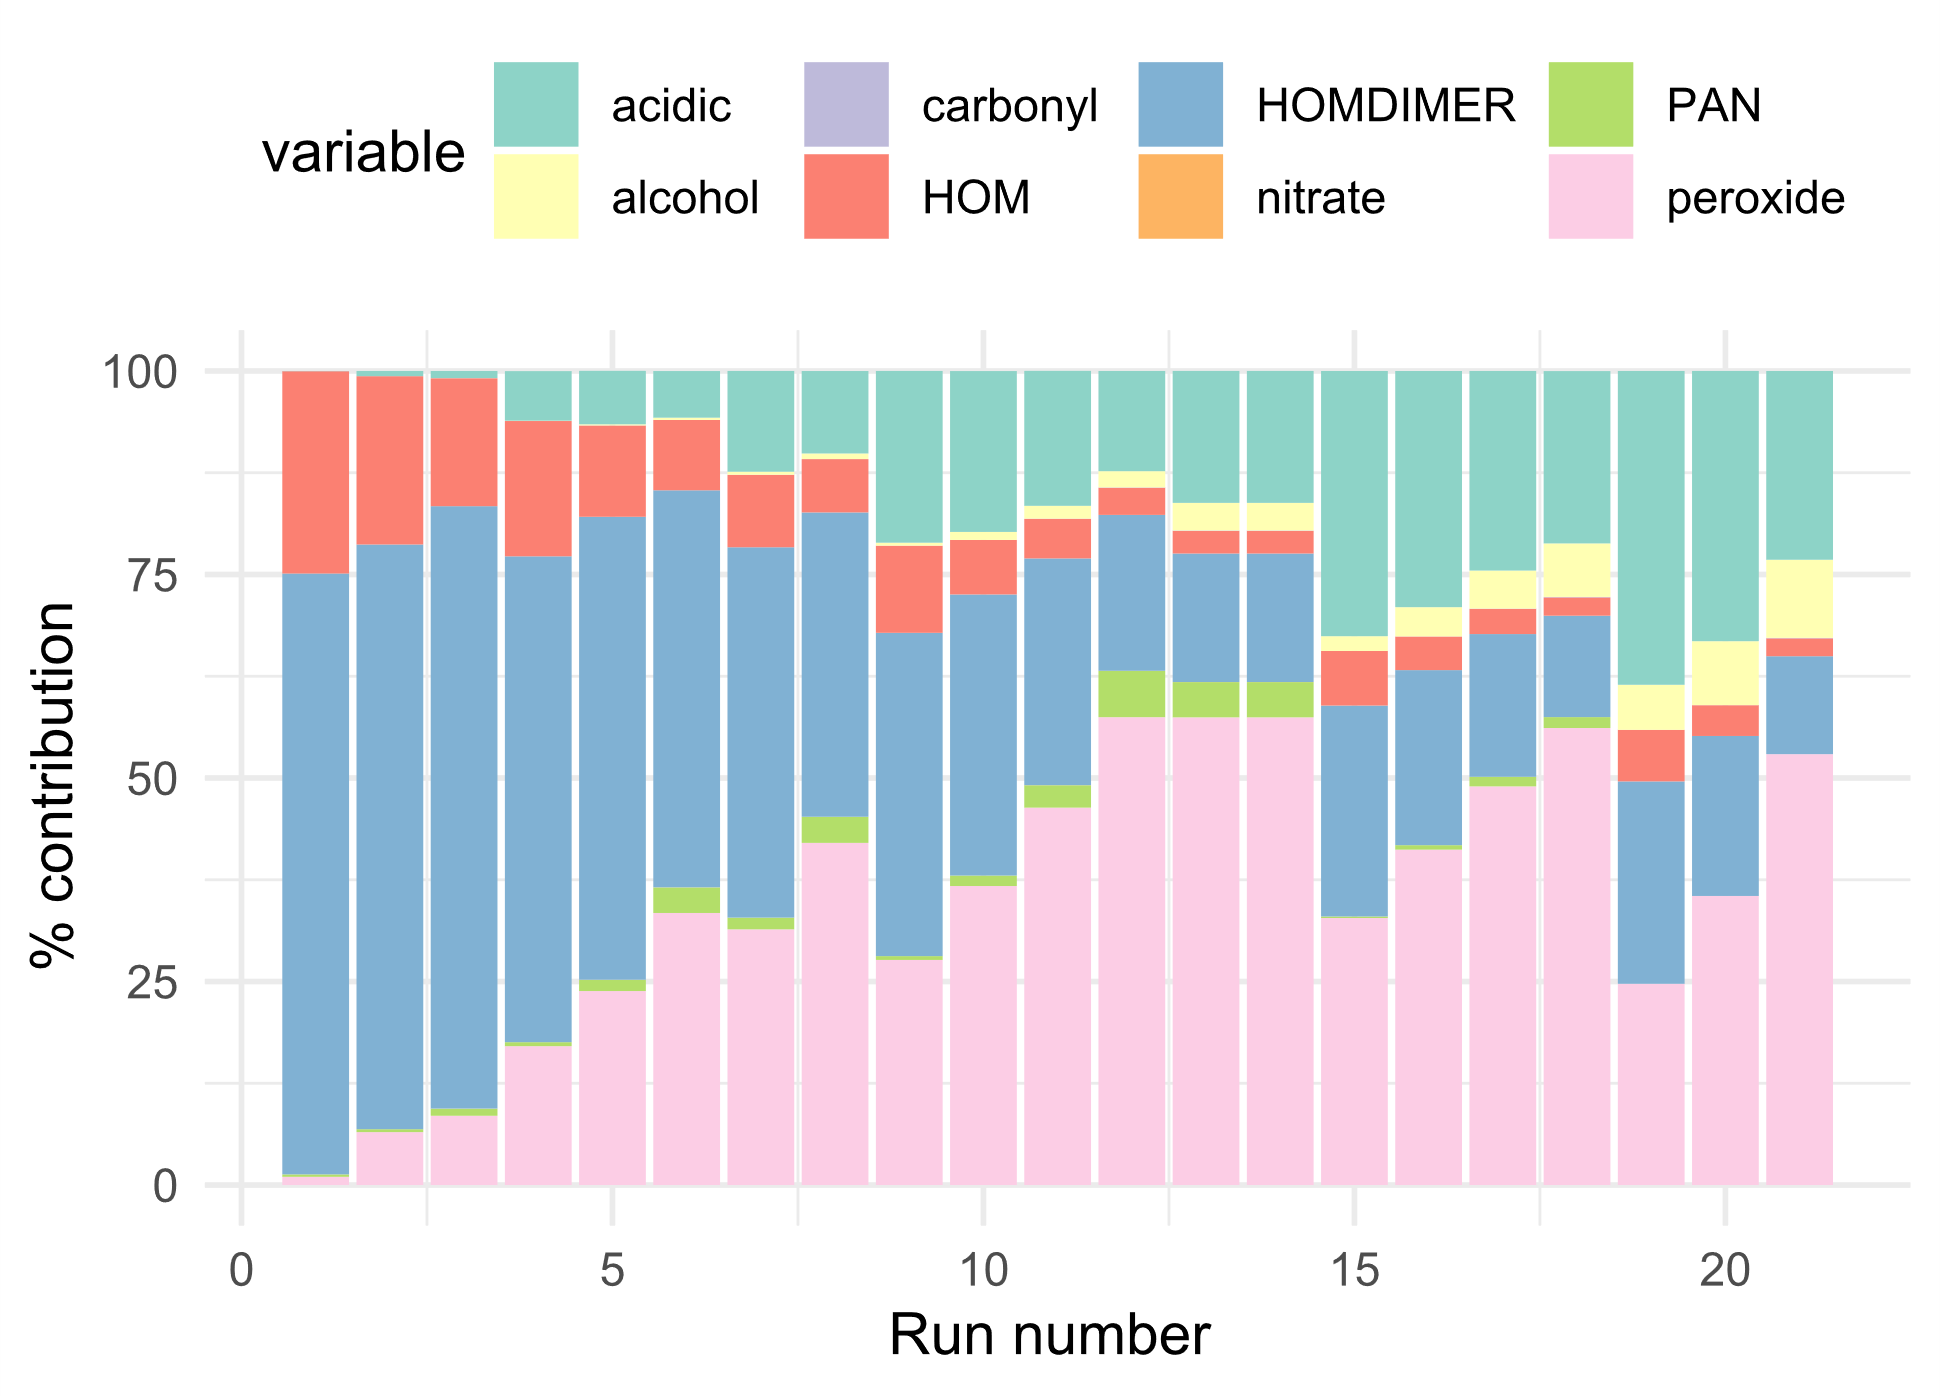 variable
acidic
carbonyl
HOMDIMER
PAN
alcohol
HOM
nitrate
peroxide
% contribution
100
75
50
25
0
0
5
10
15
20
Run number